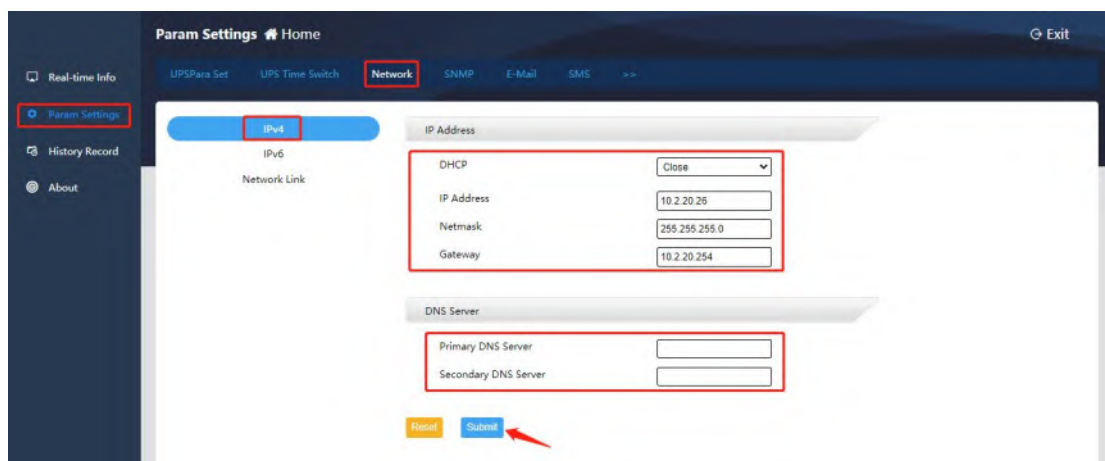 Param Settings Home Exit
Real-time Info
Param Settings
History Record
About
UPSPara Set UPS Time Switch Network SNMP E-Mail SMS >>
IPv4
IPv6
Network Link
IP Address
DHCP Close
IP Address 10.2.20.26
Netmask 255.255.255.0
Gateway 10.2.20.254
DNS Server
Primary DNS Server
Secondary DNS Server
Reset Submit